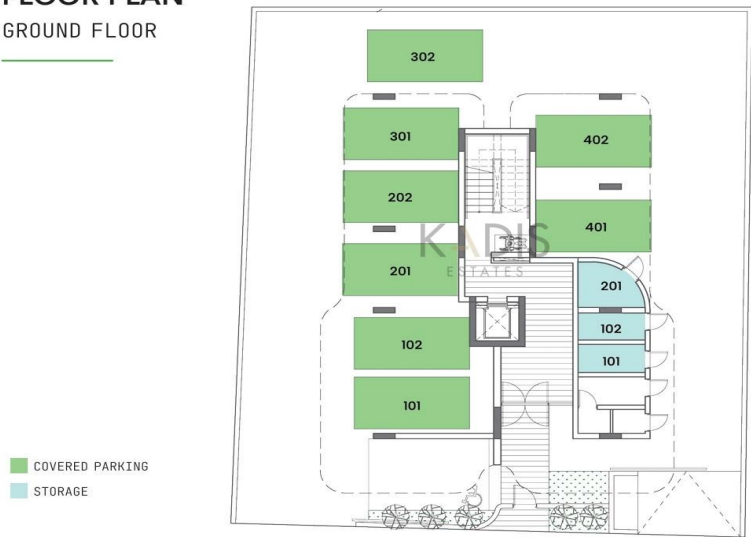 FLOOR PLAN
GROUND FLOOR
302
301
402
202
401
201
201
102
102
101
101
KADIS
ESTATES
COVERED PARKING
STORAGE